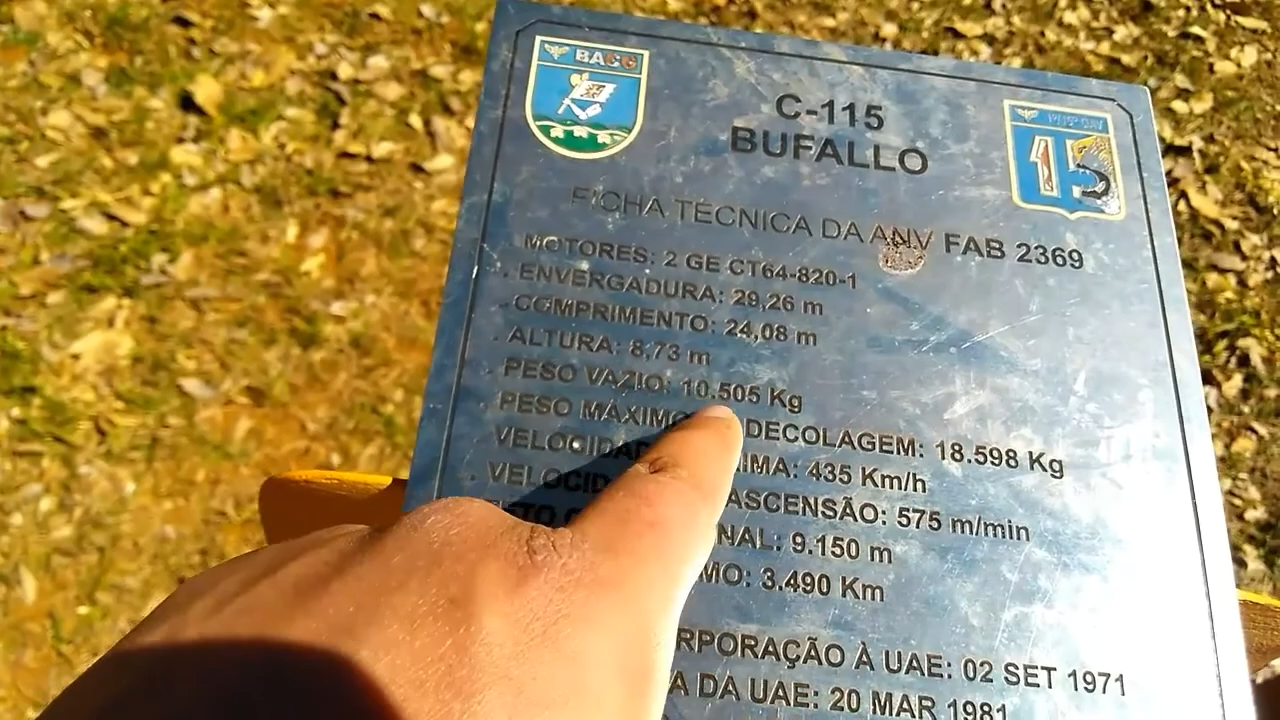 BACG
C-115
BUFALLO
15
FICHA TÉCNICA DA ANV FAB 2369
MOTORES: 2 GE CT64-820-1
ENVERGADURA: 29,26 m
COMPRIMENTO: 24,08 m
ALTURA: 8,73 m
PESO VAZIO: 10.505 Kg
PESO MÁXIMO DECOLAGEM: 18.598 Kg
VELOCIDAD IMA: 435 Km/h
VELOCID ASCENSÃO: 575 m/min
TO NAL: 9.150 m
MO: 3.490 Km
RPORAÇÃO À UAE: 02 SET 1971
A DA UAE: 20 MAR 1981